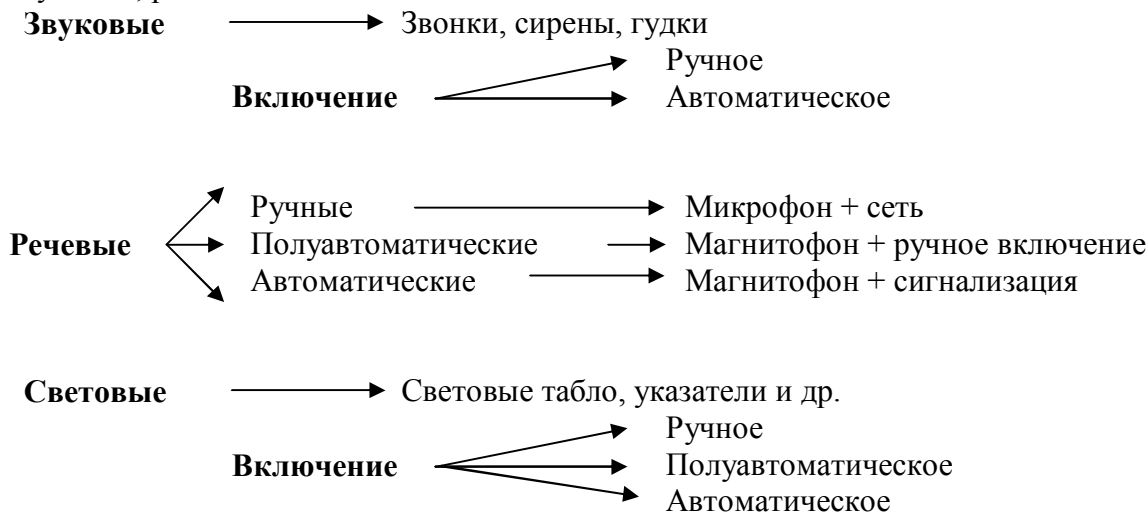 Звуковые Звонки, сирены, гудки
Ручное
Включение Автоматическое
Ручные Микрофон + сеть
Речевые Полуавтоматические Магнитофон + ручное включение
Автоматические Магнитофон + сигнализация
Световые Световые табло, указатели и др.
Ручное
Включение Полуавтоматическое
Автоматическое